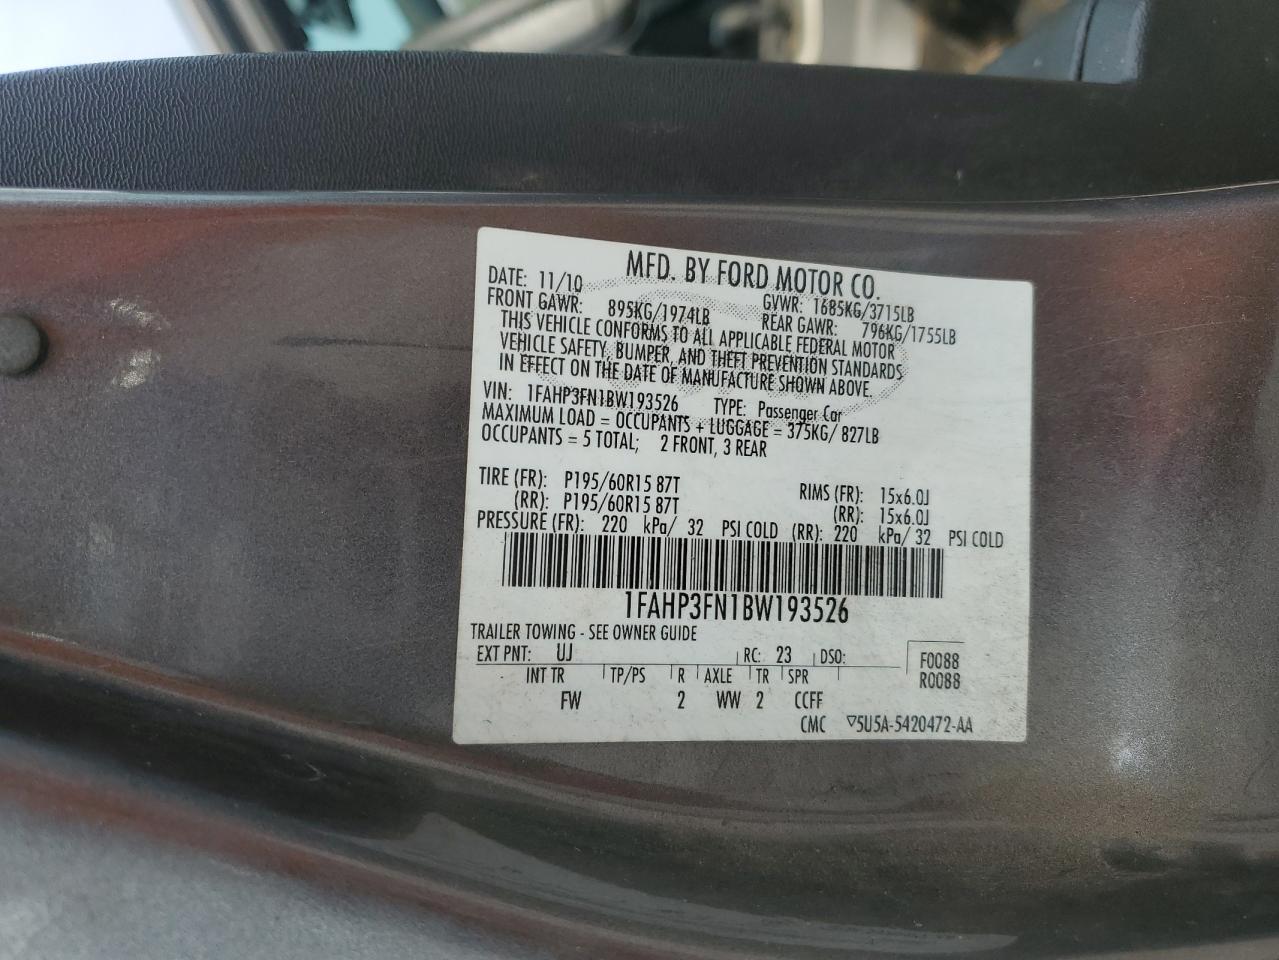 MFD. BY FORD MOTOR CO.
DATE: 11/10 GVWR: 1685KG/3715LB
FRONT GAWR: 895KG/1974LB REAR GAWR: 796KG/1755LB
THIS VEHICLE CONFORMS TO ALL APPLICABLE FEDERAL MOTOR
VEHICLE SAFETY, BUMPER, AND THEFT PREVENTION STANDARDS
IN EFFECT ON THE DATE OF MANUFACTURE SHOWN ABOVE.
VIN: 1FAHP3FN1BW193526 TYPE: Passenger Car
MAXIMUM LOAD = OCCUPANTS + LUGGAGE = 375KG/ 827LB
OCCUPANTS = 5 TOTAL; 2 FRONT, 3 REAR
TIRE (FR): P195/60R15 87T RIMS (FR): 15x6.0J
(RR): P195/60R15 87T (RR): 15x6.0J
PRESSURE (FR): 220 kPa/ 32 PSI COLD (RR): 220 kPa/ 32 PSI COLD
1FAHP3FN1BW193526
TRAILER TOWING - SEE OWNER GUIDE
EXT PNT: UJ RC: 23 DSO: F0088
R0088
INT TR TP/PS R AXLE TR SPR
FW 2 WW 2 CCFF
CMC ▽5U5A-5420472-AA